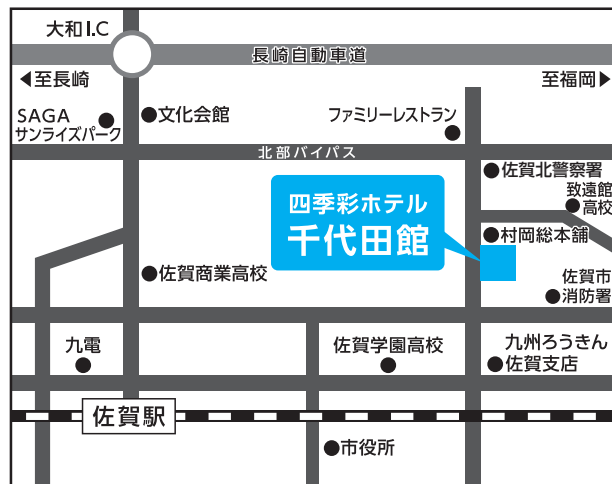 大和I.C
長崎自動車道
◀至長崎
至福岡▶
SAGA
サンライズパーク
文化会館
ファミリーレストラン
北部バイパス
佐賀北警察署
致遠館
高校
四季彩ホテル
千代田館
村岡総本舗
佐賀商業高校
佐賀市
消防署
九電
佐賀学園高校
九州ろうきん
佐賀支店
佐賀駅
市役所